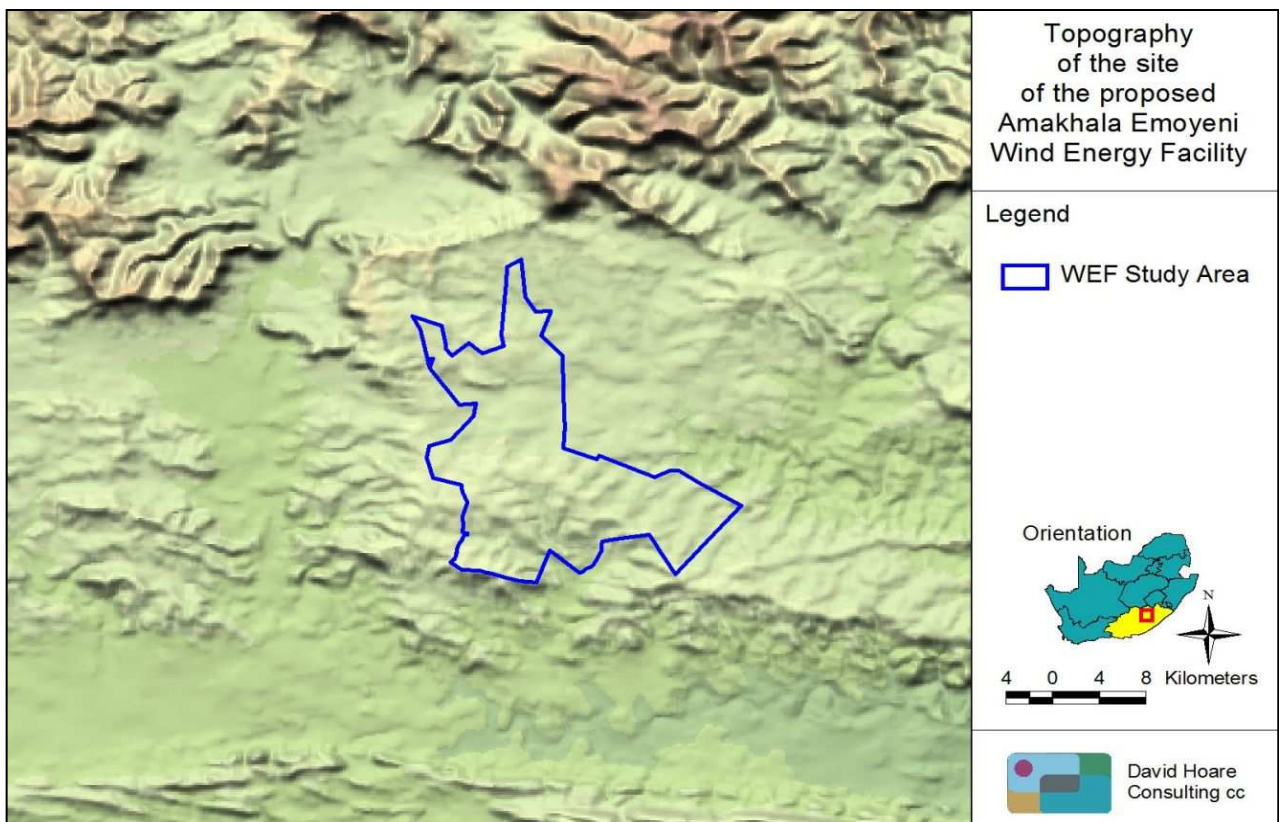 Topography
of the site
of the proposed
Amakhala Emoyeni
Wind Energy Facility
Legend
WEF Study Area
Orientation
N
4 0 4 8 Kilometers
David Hoare
Consulting cc